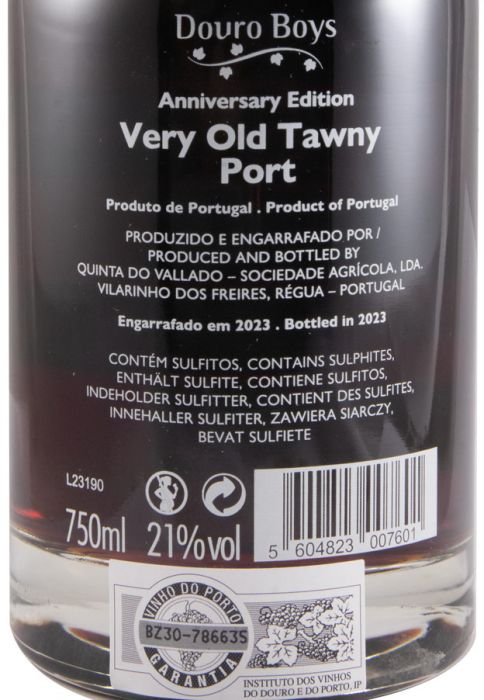 Douro Boys
Anniversary Edition
Very Old Tawny
Port
Produto de Portugal . Product of Portugal
PRODUZIDO E ENGARRAFADO POR /
PRODUCED AND BOTTLED BY
QUINTA DO VALLADO – SOCIEDADE AGRÍCOLA, LDA.
VILARINHO DOS FREIRES, RÉGUA – PORTUGAL
Engarrafado em 2023 . Bottled in 2023
CONTÉM SULFITOS, CONTAINS SULPHITES,
ENTHÄLT SULFITE, CONTIENE SULFITOS,
INDEHOLDER SULFITTER, CONTIENT DES SULFITES,
INNEHALLER SULFITER, ZAWIERA SIARCZY,
BEVAT SULFIETE
L23190
750ml 21%vol
5 604823 007601
VINHO DO PORTO
BZ30-786635
GARANTIA
INSTITUTO DOS VINHOS
DO DOURO E DO PORTO, IP